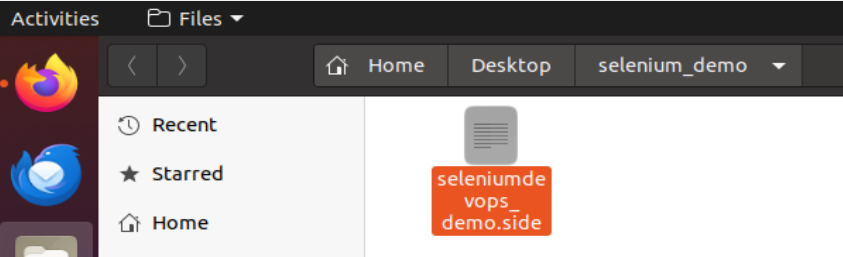 Activities
Files
Home
Desktop
selenium_demo
Recent
Starred
Home
seleniumde
vops_
demo.side